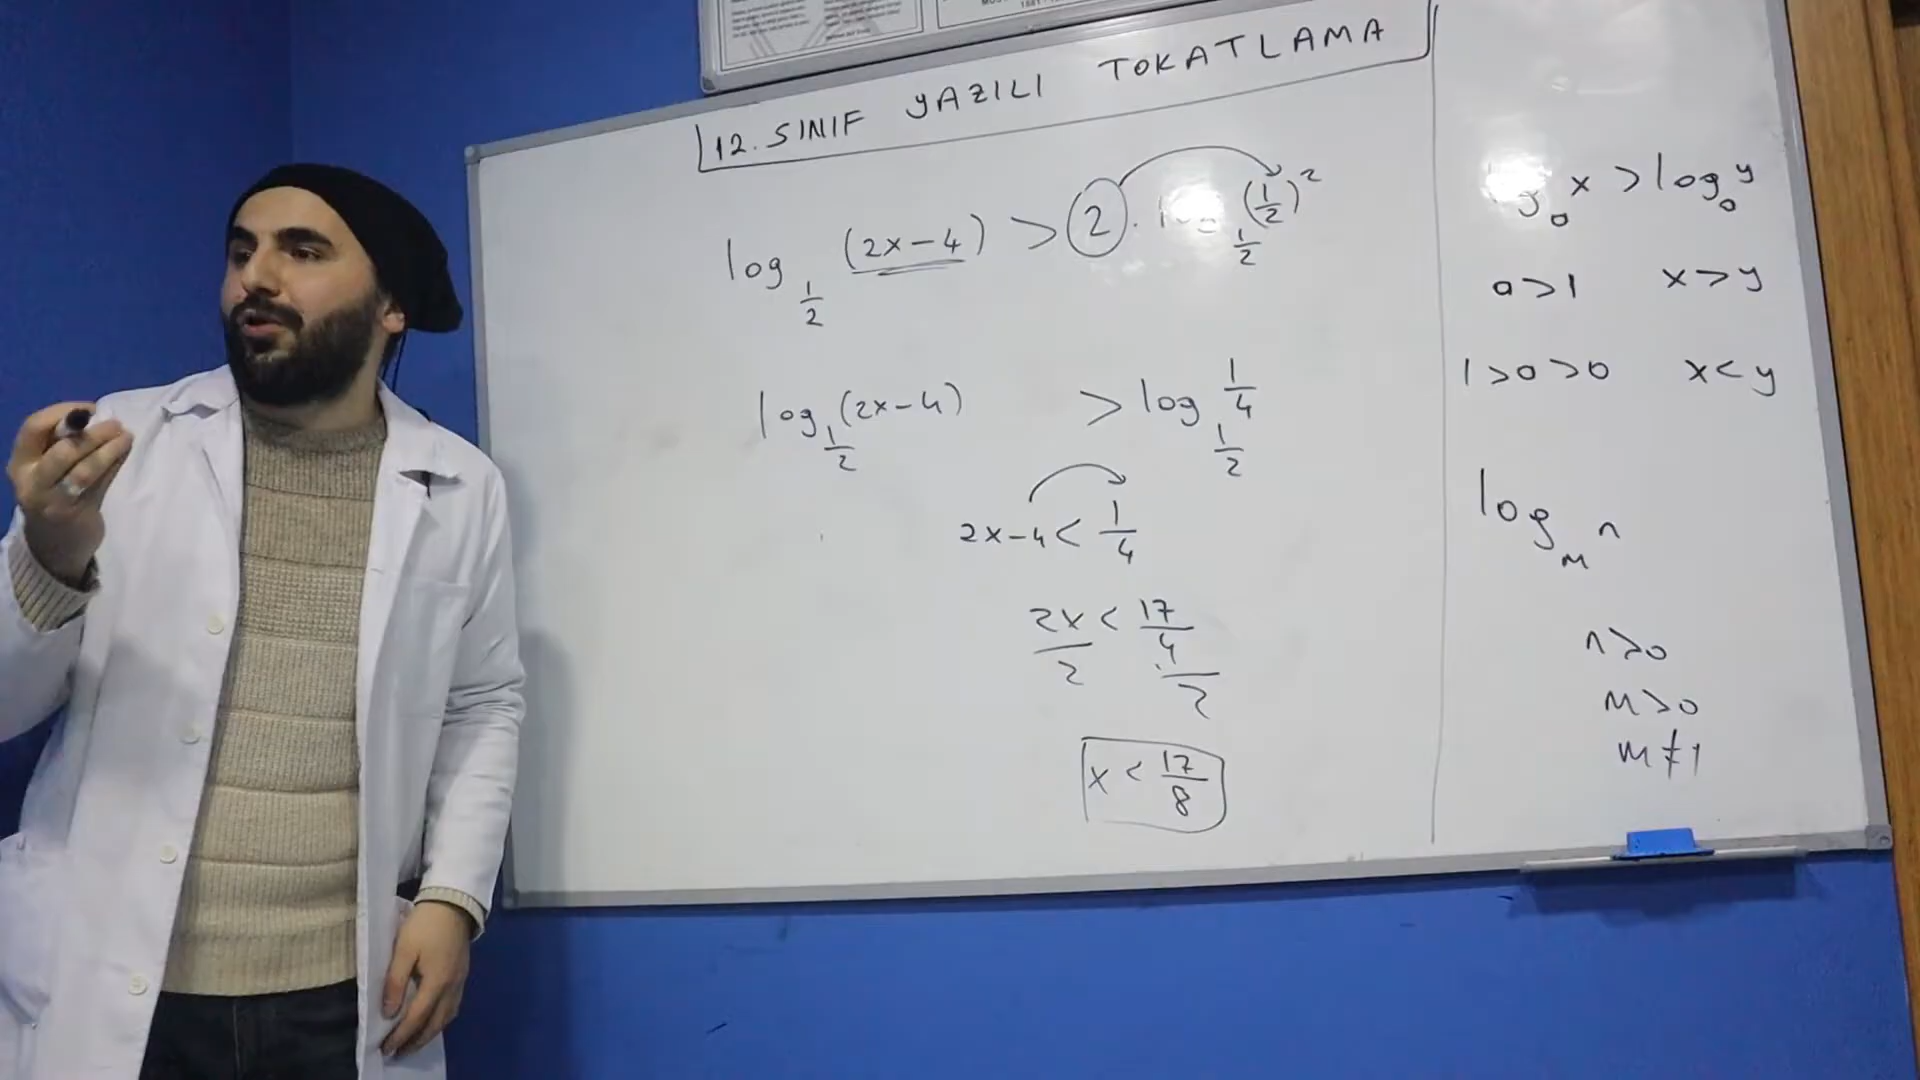 12. SINIF YAZILI TOKATLAMA
log_{1/2} (2x-4) > 2 . log_{1/2} (1/2)^2
log_{1/2} (2x-4) > log_{1/2} 1/4
2x-4 < 1/4
2x/2 < 17/4/2
x < 17/8
log_a x > log_a y
a>1 x>y
1>a>0 x<y
log_m n
n>0
m>0
m≠1